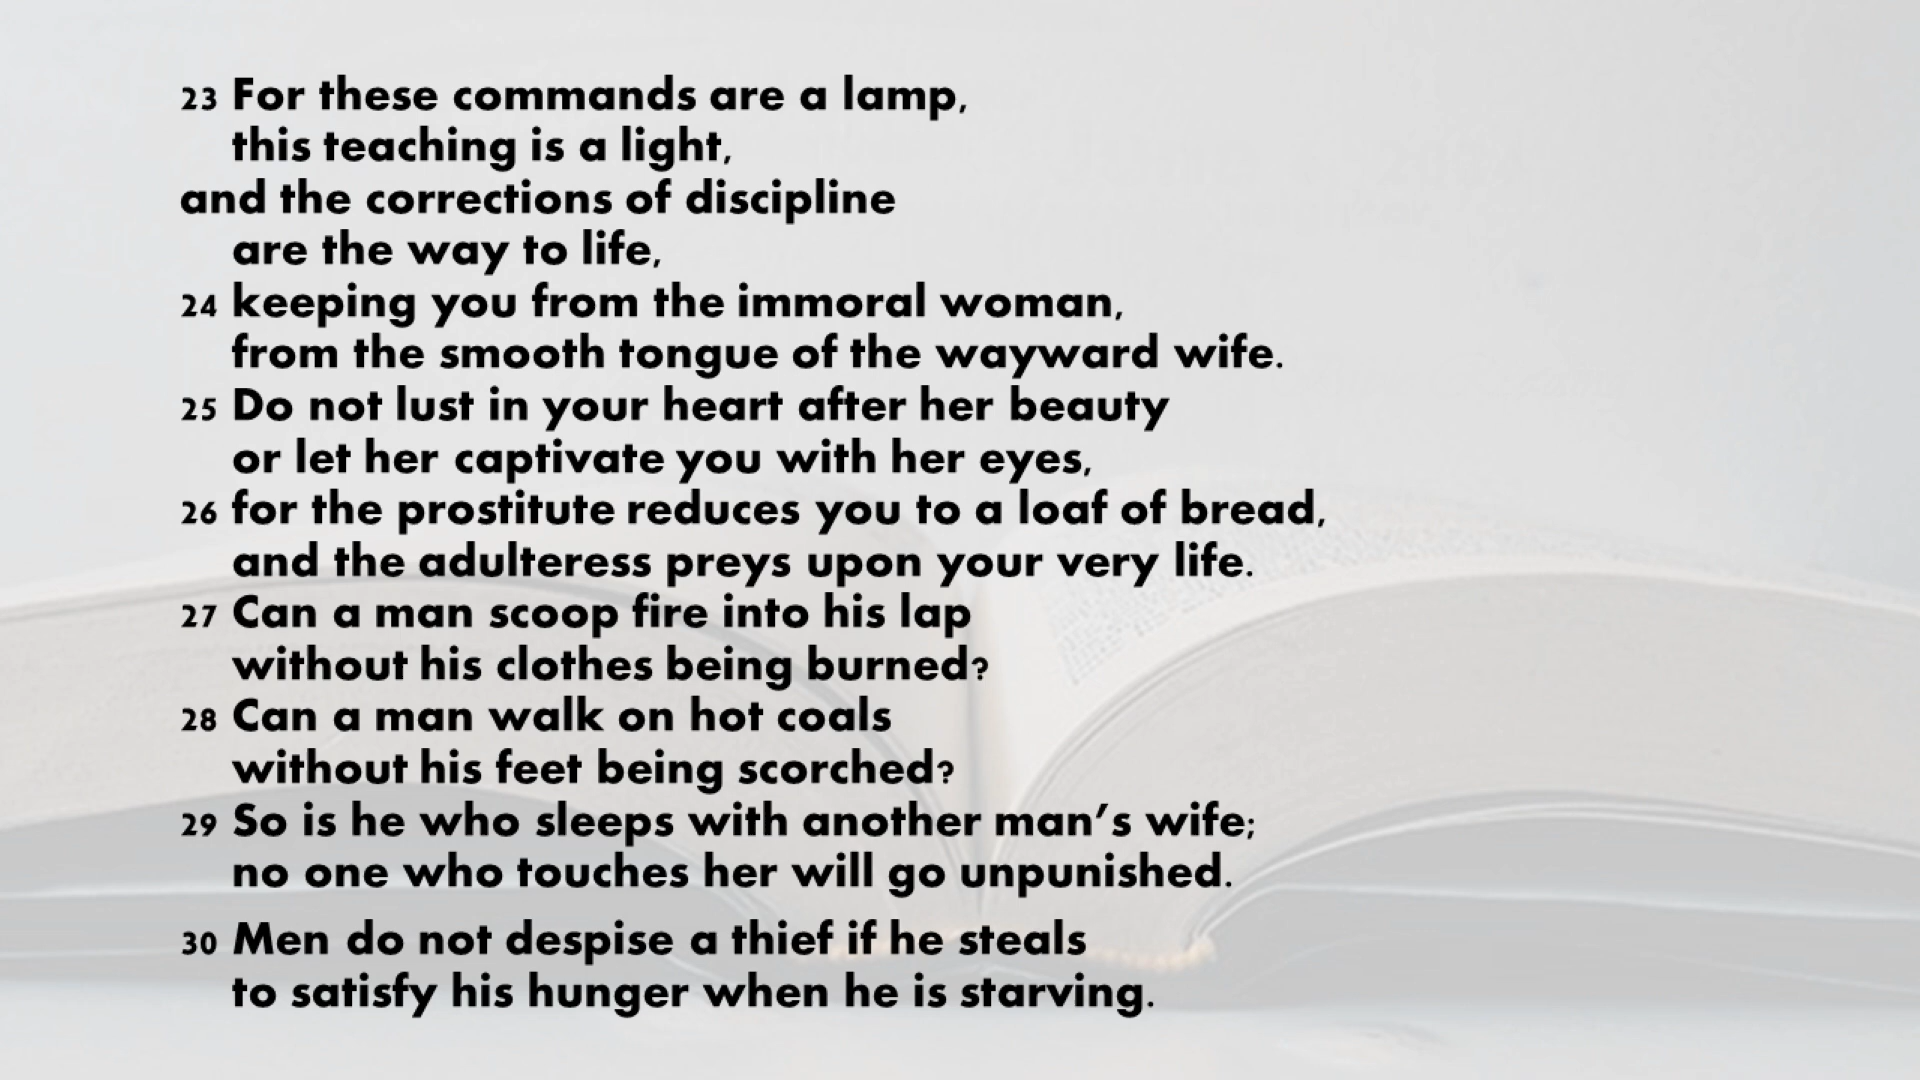 23 For these commands are a lamp,
this teaching is a light,
and the corrections of discipline
are the way to life,
24 keeping you from the immoral woman,
from the smooth tongue of the wayward wife.
25 Do not lust in your heart after her beauty
or let her captivate you with her eyes,
26 for the prostitute reduces you to a loaf of bread,
and the adulteress preys upon your very life.
27 Can a man scoop fire into his lap
without his clothes being burned?
28 Can a man walk on hot coals
without his feet being scorched?
29 So is he who sleeps with another man’s wife;
no one who touches her will go unpunished.
30 Men do not despise a thief if he steals
to satisfy his hunger when he is starving.